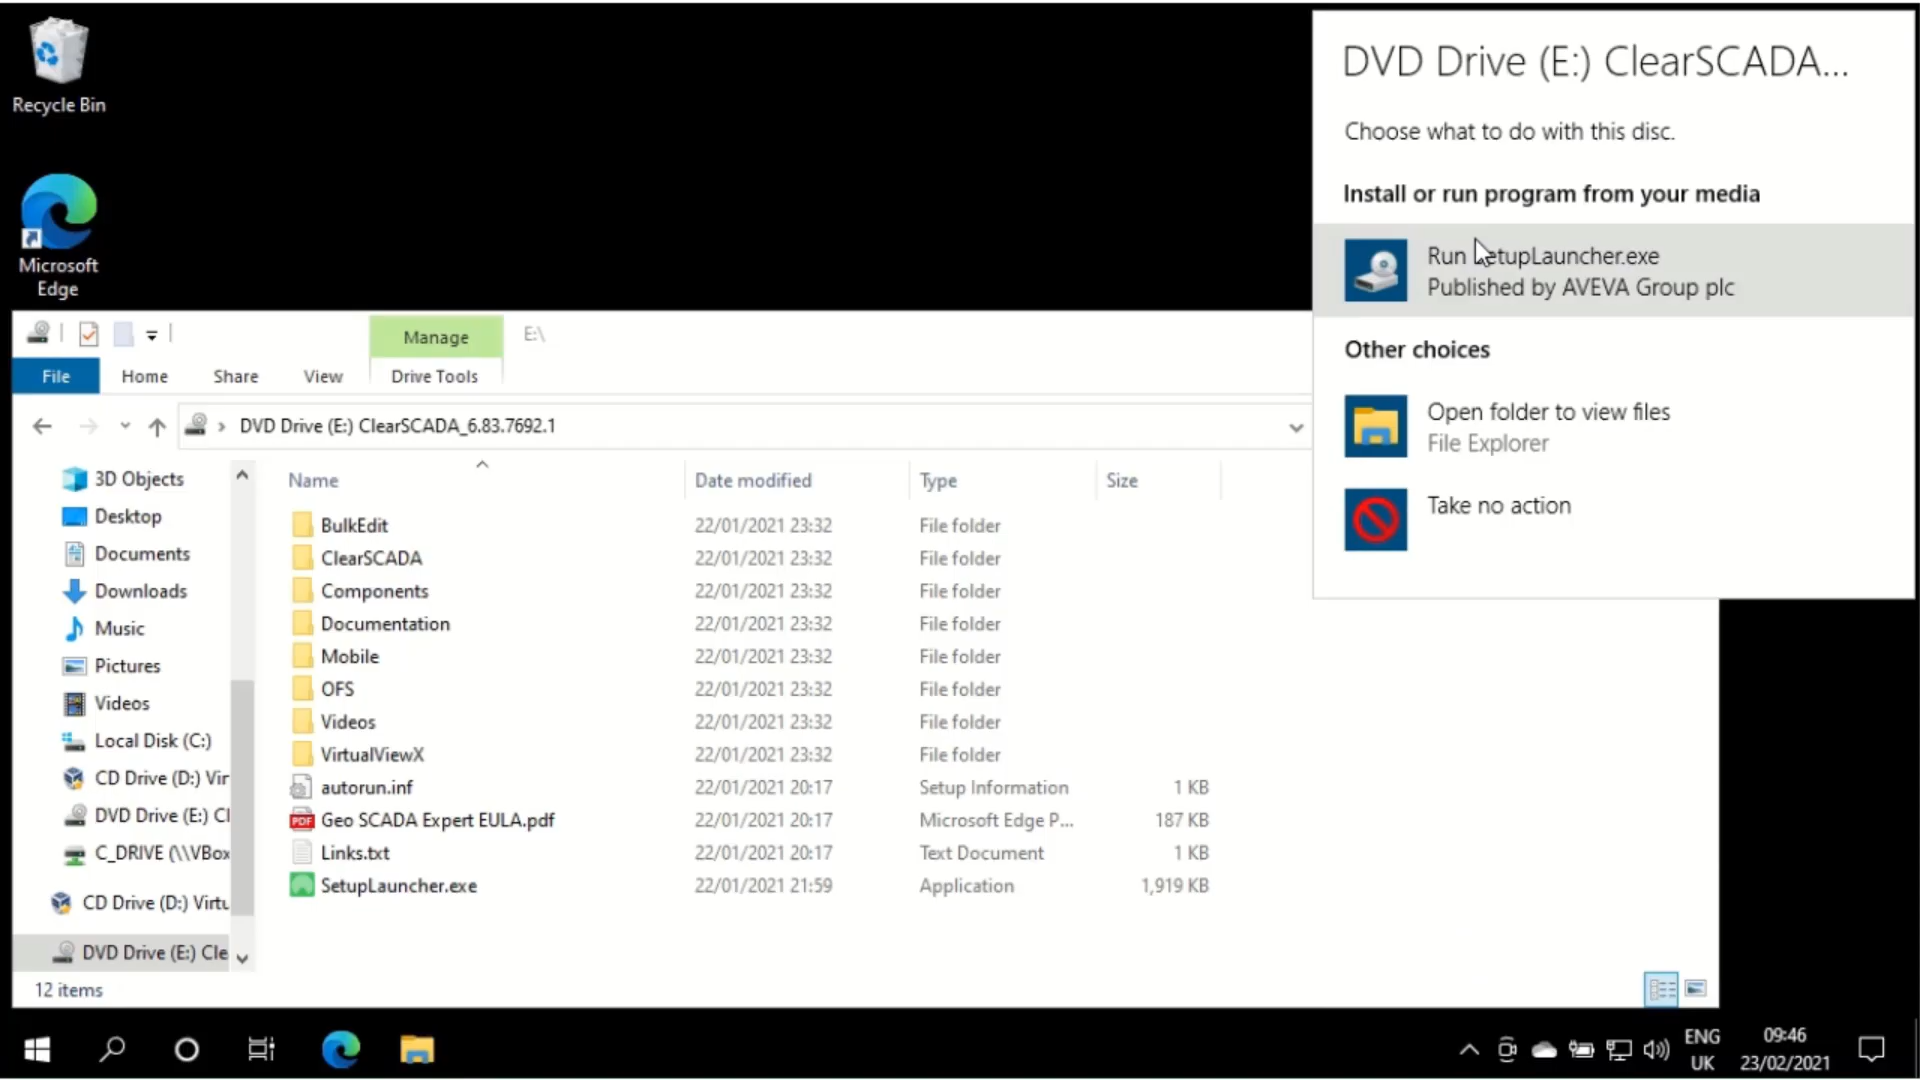 Recycle Bin
Microsoft
Edge
DVD Drive (E:) ClearSCADA...
Choose what to do with this disc.
Install or run program from your media
Run SetupLauncher.exe
Published by AVEVA Group plc
Other choices
Open folder to view files
File Explorer
Take no action
Manage
E:\
File
Home
Share
View
Drive Tools
DVD Drive (E:) ClearSCADA_6.83.7692.1
3D Objects
Desktop
Documents
Downloads
Music
Pictures
Videos
Local Disk (C:)
CD Drive (D:) Vir
DVD Drive (E:) Cl
C_DRIVE (\\VBox
CD Drive (D:) Virtu
DVD Drive (E:) Cle
Name Date modified Type Size
BulkEdit 22/01/2021 23:32 File folder
ClearSCADA 22/01/2021 23:32 File folder
Components 22/01/2021 23:32 File folder
Documentation 22/01/2021 23:32 File folder
Mobile 22/01/2021 23:32 File folder
OFS 22/01/2021 23:32 File folder
Videos 22/01/2021 23:32 File folder
VirtualViewX 22/01/2021 23:32 File folder
autorun.inf 22/01/2021 20:17 Setup Information 1 KB
PDF Geo SCADA Expert EULA.pdf 22/01/2021 20:17 Microsoft Edge P... 187 KB
Links.txt 22/01/2021 20:17 Text Document 1 KB
SetupLauncher.exe 22/01/2021 21:59 Application 1,919 KB
12 items
ENG
UK
09:46
23/02/2021